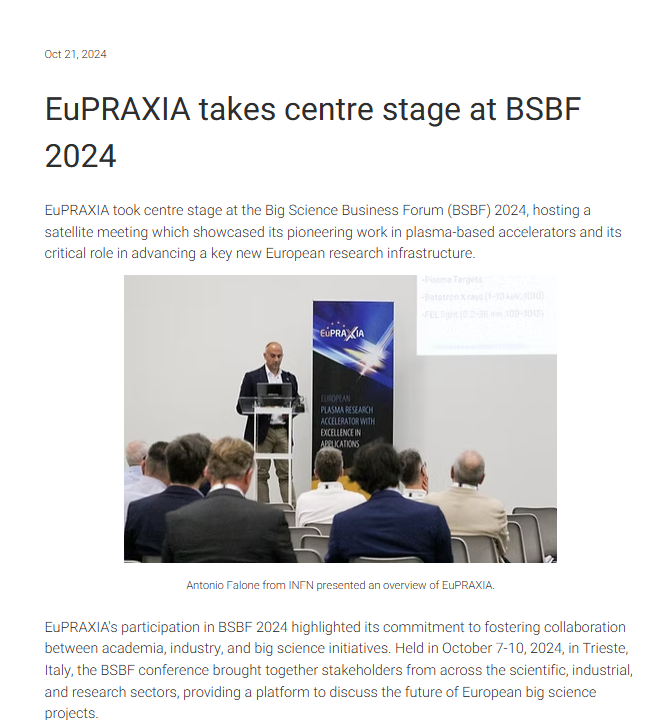 Oct 21, 2024
EuPRAXIA takes centre stage at BSBF
2024
EuPRAXIA took centre stage at the Big Science Business Forum (BSBF) 2024, hosting a
satellite meeting which showcased its pioneering work in plasma-based accelerators and its
critical role in advancing a key new European research infrastructure.
-Plasma Targets
-Betatron X rays (1-10 keV, 1010)
EuPRAXIA
EUROPEAN
PLASMA RESEARCH
ACCELERATOR WITH
EXCELLENCE IN
APPLICATIONS
Antonio Falone from INFN presented an overview of EuPRAXIA.
EuPRAXIA's participation in BSBF 2024 highlighted its commitment to fostering collaboration
between academia, industry, and big science initiatives. Held in October 7-10, 2024, in Trieste,
Italy, the BSBF conference brought together stakeholders from across the scientific, industrial,
and research sectors, providing a platform to discuss the future of European big science
projects.